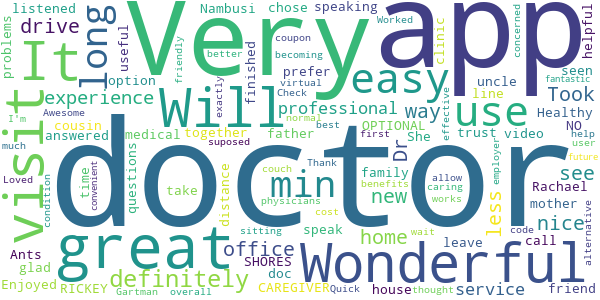 listened
drive
problems
long
Nambusi
useful
chose
speaking
coupon
Worked
becoming
app
concerned
helpful
It
friendly
Very
better
finished
option
exactly
clinic
prefer
virtual
Check
easy
uncle
line
seen
fantastic
Healthy
visit
experience
I'm
Awesome
cousin
answered
Will
together
medical
professional
normal
father
best
OPTIONAL
way
effective
use
trust
video
Took
NO
user
help
much
Loved
condition
convenient
time
questions
doctor
suposed
first
Thank
Dr
She
family
allow
benefits
caring
works
employer
see
Rachael
future
take
distance
couch
physicians
min
new
less
mother
nice
alternative
Ants
glad
great
office
cost
sitting
speak
home
wait
leave
code
call
Enjoyed
RICKEY
definitely
Gartman
overall
SHORES
doc
CAREGIVER
Quick
house
thought
Wonderful
service
friend